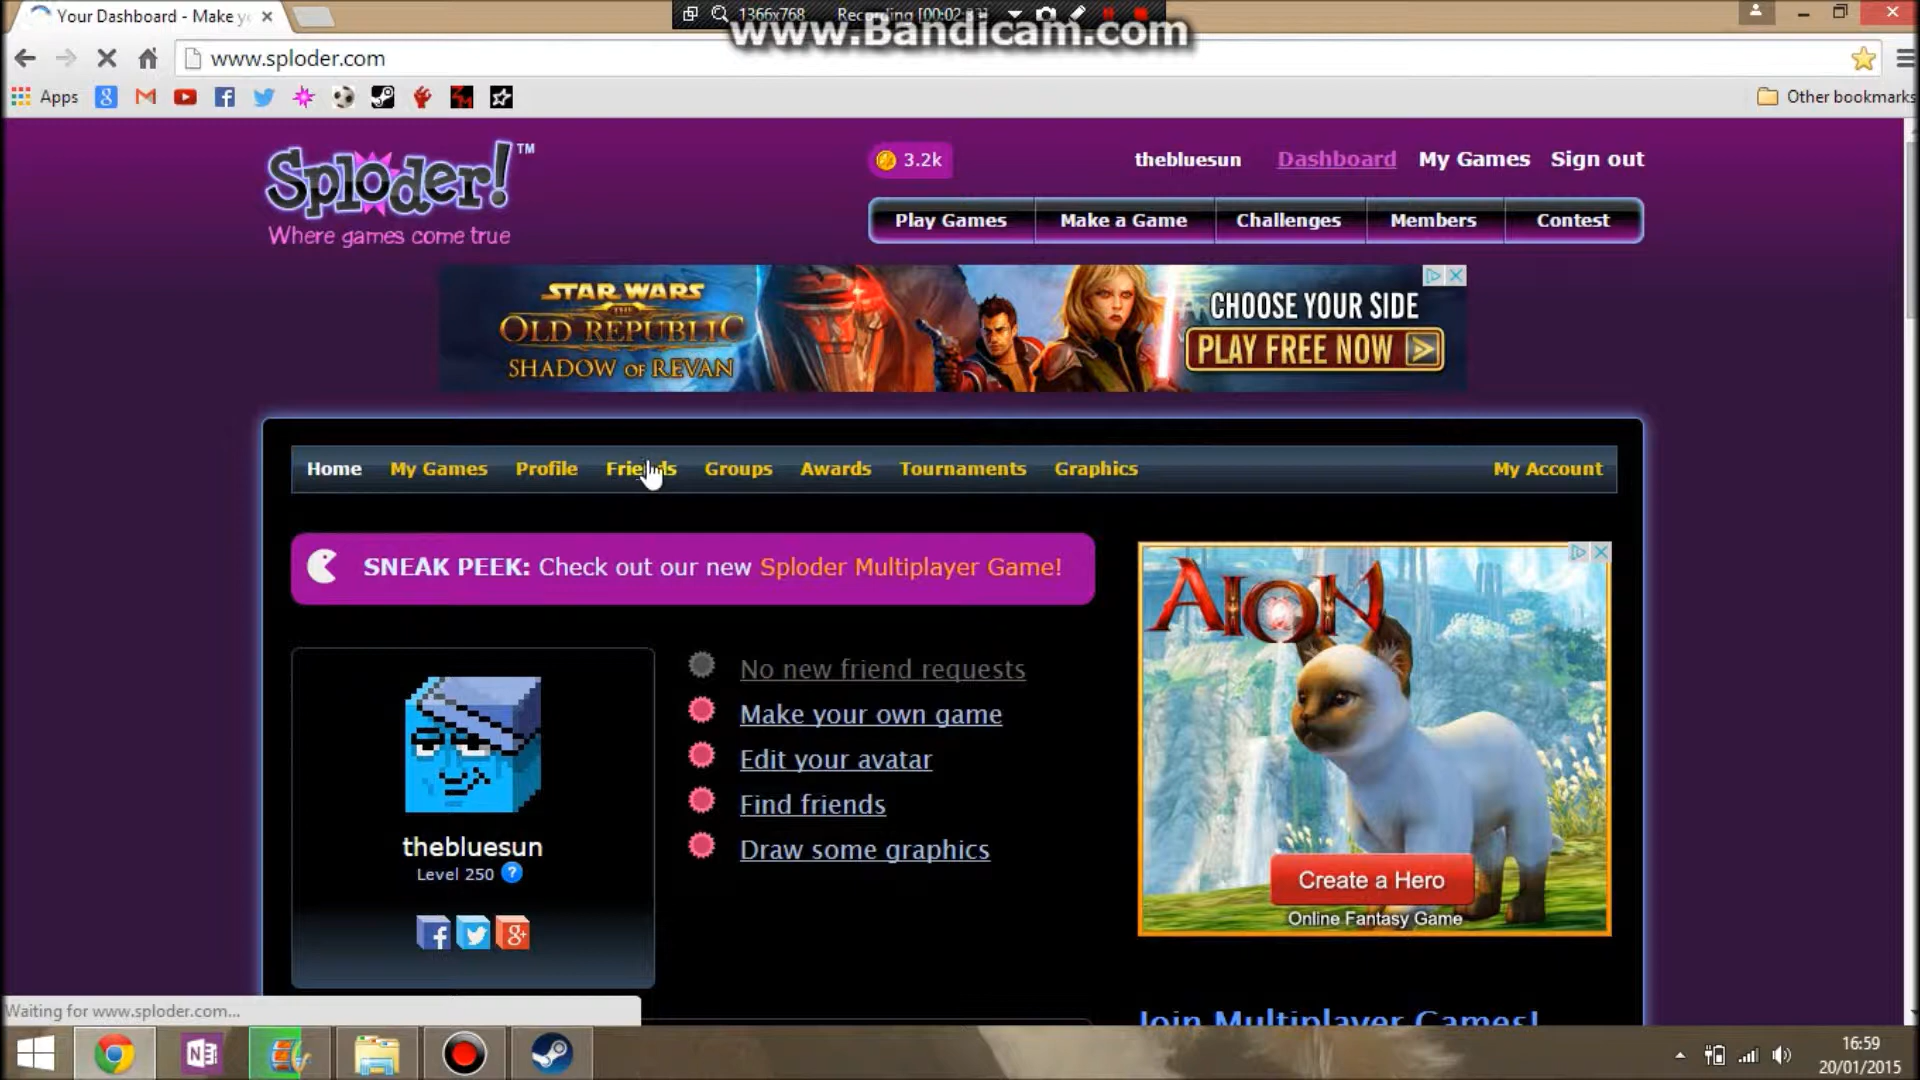 Your Dashboard - Make y
1366x768
Recording [00:02:33]
www.Bandicam.com
www.sploder.com
Apps
Other bookmarks
Sploder! TM
Where games come true
3.2k
thebluesun Dashboard My Games Sign out
Play Games Make a Game Challenges Members Contest
STAR WARS
THE OLD REPUBLIC
SHADOW OF REVAN
CHOOSE YOUR SIDE
PLAY FREE NOW >
Home My Games Profile Friends Groups Awards Tournaments Graphics My Account
SNEAK PEEK: Check out our new Sploder Multiplayer Game!
thebluesun
Level 250 ?
No new friend requests
Make your own game
Edit your avatar
Find friends
Draw some graphics
AION
Create a Hero
Online Fantasy Game
Join Multiplayer Games!
Waiting for www.sploder.com...
16:59
20/01/2015